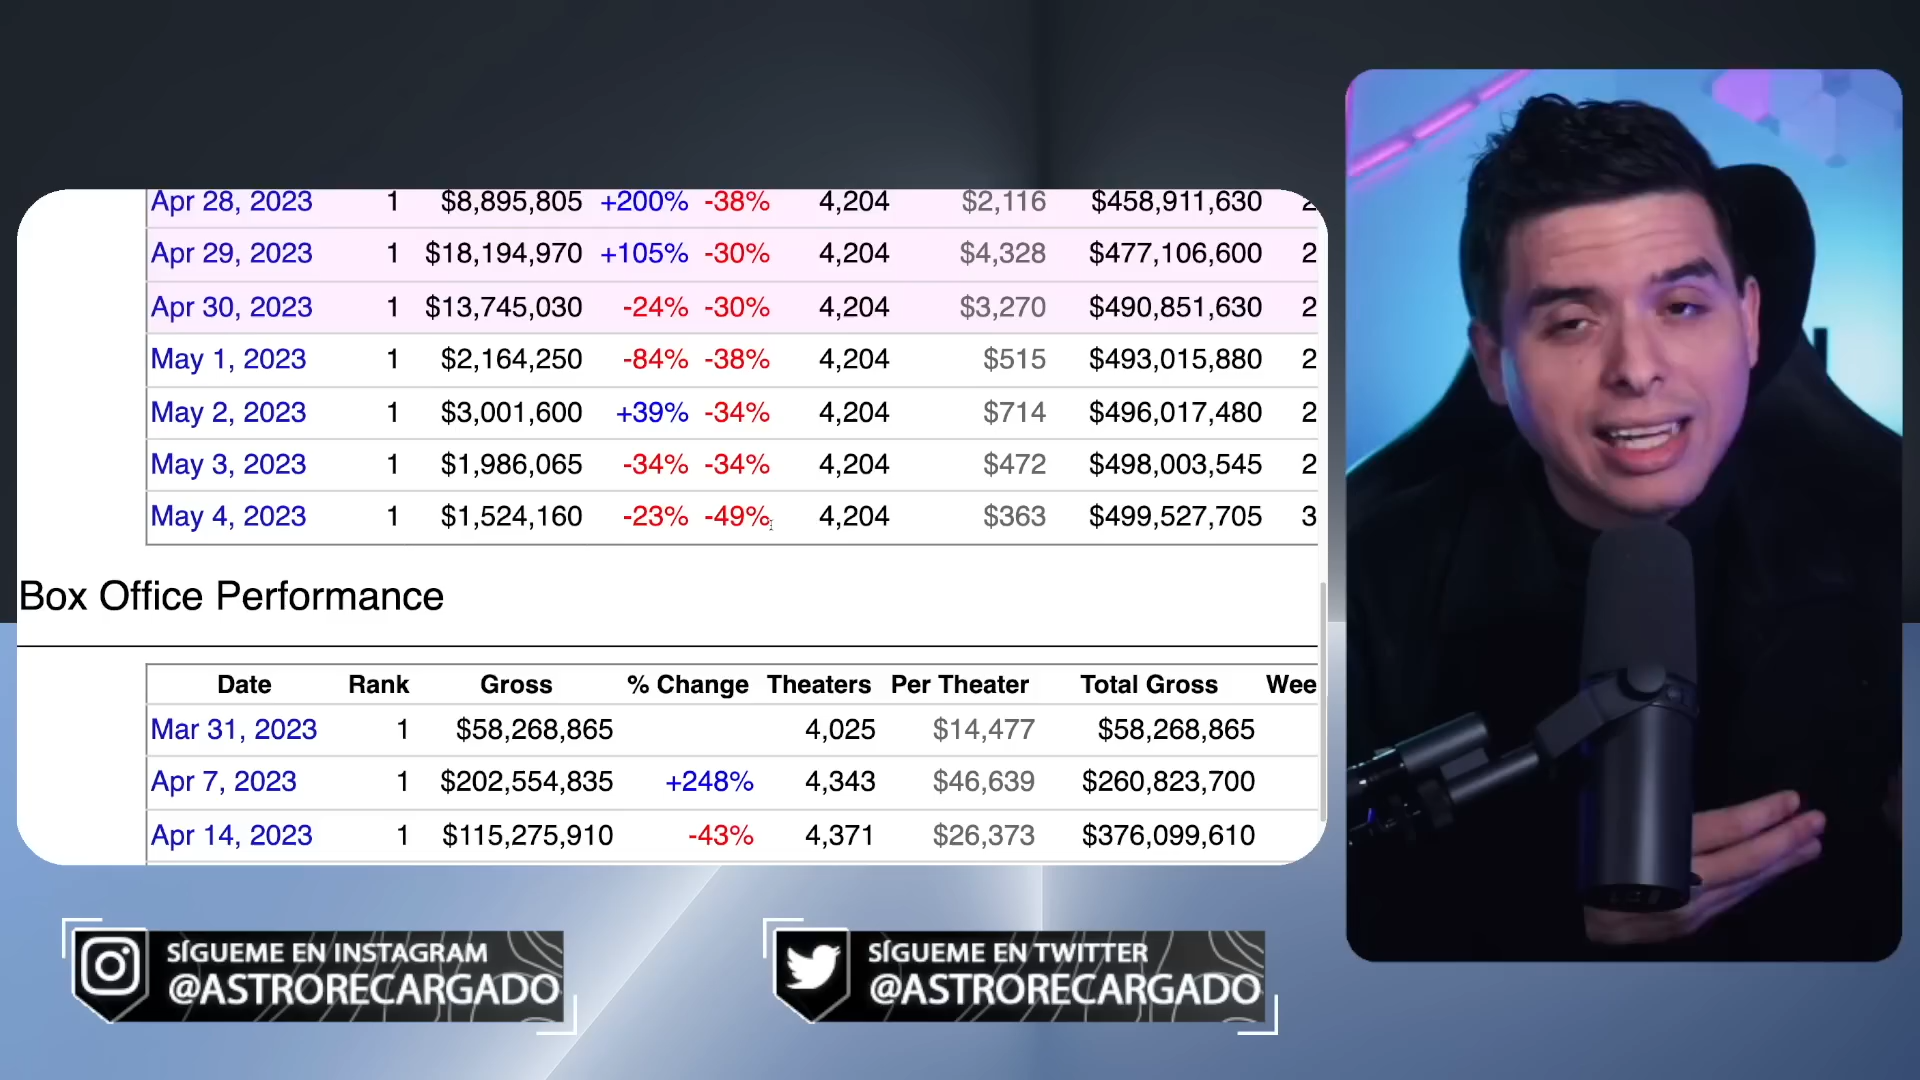 Apr 28, 2023 1 $8,895,805 +200% -38% 4,204 $2,116 $458,911,630 2
Apr 29, 2023 1 $18,194,970 +105% -30% 4,204 $4,328 $477,106,600 2
Apr 30, 2023 1 $13,745,030 -24% -30% 4,204 $3,270 $490,851,630 2
May 1, 2023 1 $2,164,250 -84% -38% 4,204 $515 $493,015,880 2
May 2, 2023 1 $3,001,600 +39% -34% 4,204 $714 $496,017,480 2
May 3, 2023 1 $1,986,065 -34% -34% 4,204 $472 $498,003,545 2
May 4, 2023 1 $1,524,160 -23% -49% 4,204 $363 $499,527,705 3
Box Office Performance
Date Rank Gross % Change Theaters Per Theater Total Gross Wee
Mar 31, 2023 1 $58,268,865 4,025 $14,477 $58,268,865
Apr 7, 2023 1 $202,554,835 +248% 4,343 $46,639 $260,823,700
Apr 14, 2023 1 $115,275,910 -43% 4,371 $26,373 $376,099,610
SÍGUEME EN INSTAGRAM
@ASTRORECARGADO
SÍGUEME EN TWITTER
@ASTRORECARGADO